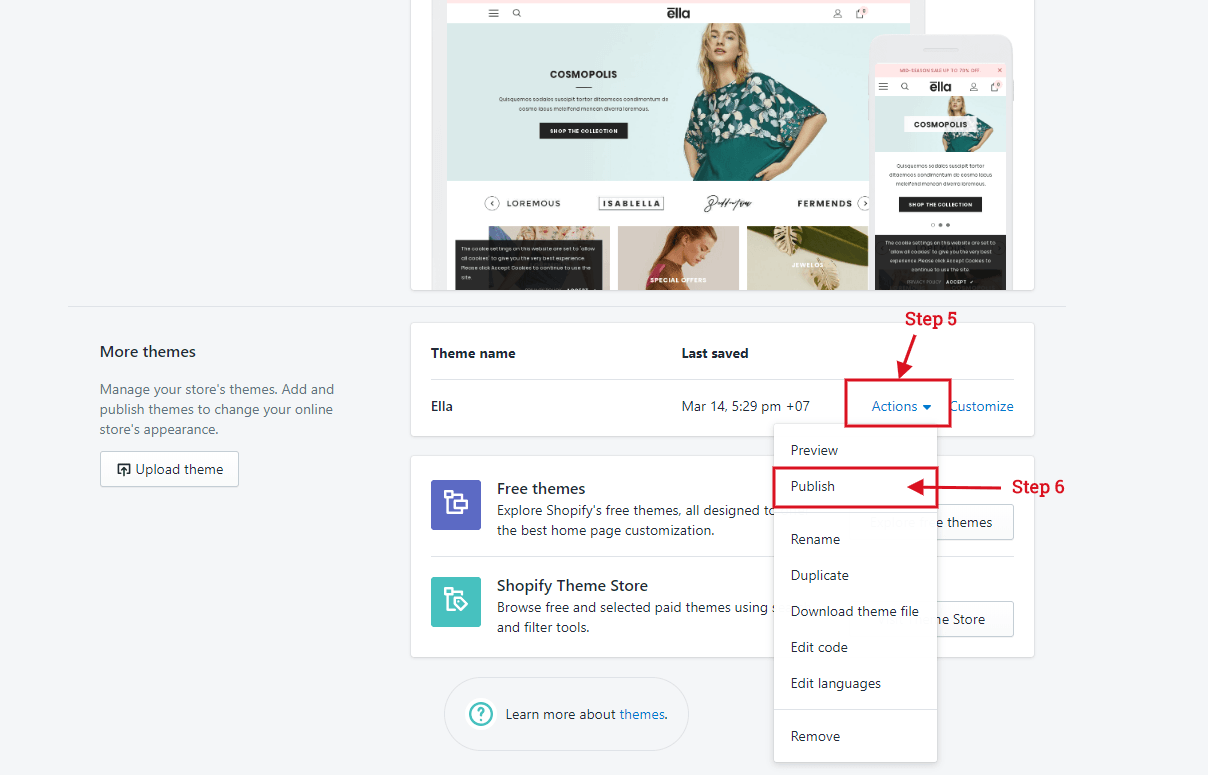 ella
0
COSMOPOLIS
Quisquemos sodales suscipit tortor ditaemcos condimentum de
cosmo lacus meleifend menean diverra loremous.
SHOP THE COLLECTION
LOREMOUS
ISABLELLA
FERMENDS
The cookie settings on this website are set to 'allow
all cookies' to give you the very best experience.
Please click Accept Cookies to continue to use the
site.
SPECIAL OFFERS
JEWELOS
MID-SEASON SALE UP TO 70% OFF
ella
0
COSMOPOLIS
Quisquemos sodales suscipit tortor
ditaemcos condimentum de cosmo lacus
meleifend menean diverra loremous.
SHOP THE COLLECTION
The cookie settings on this website are set to
'allow all cookies' to give you the very best
experience. Please click Accept Cookies to
continue to use the site.
PRIVACY POLICY ACCEPT ✓
Step 5
More themes
Manage your store's themes. Add and
publish themes to change your online
store's appearance.
Upload theme
Theme name Last saved
Ella Mar 14, 5:29 pm +07 Actions Customize
Preview
Publish
Step 6
Rename
Duplicate
Download theme file
Edit code
Edit languages
Remove
Free themes
Explore Shopify's free themes, all designed to
the best home page customization.
themes
Shopify Theme Store
Browse free and selected paid themes using
and filter tools.
Store
Learn more about themes.